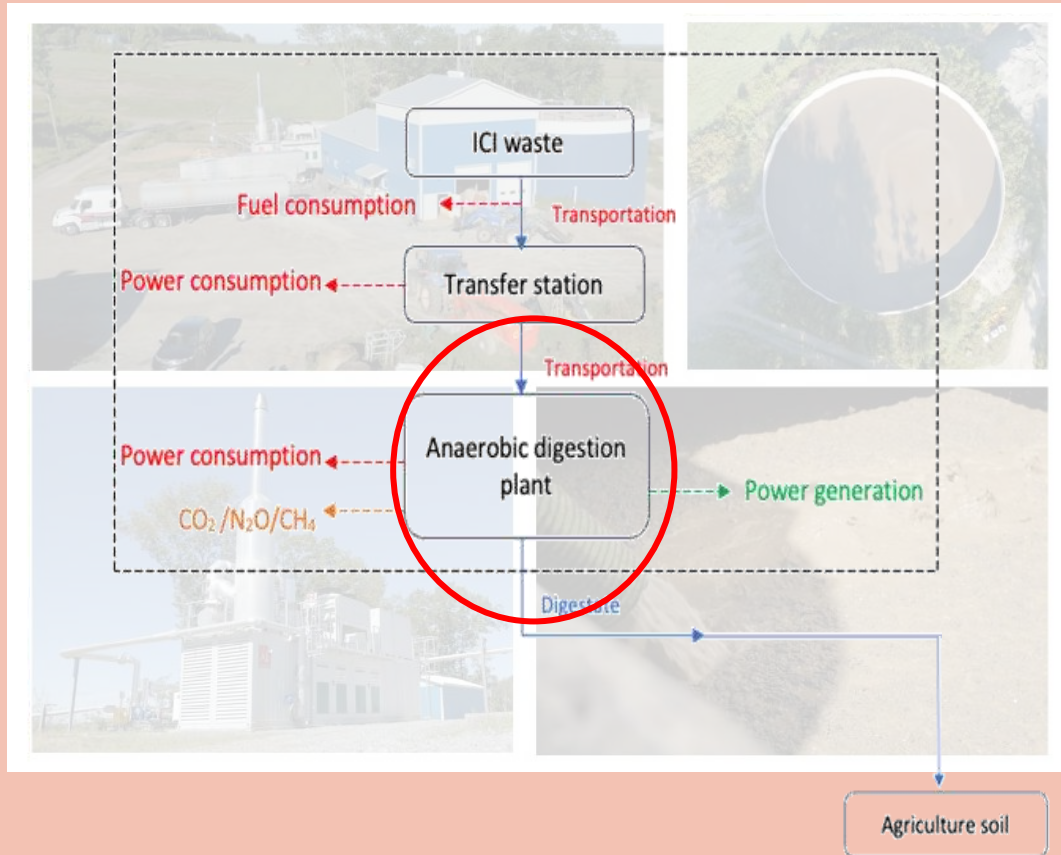 ICI waste
Fuel consumption
Transportation
Power consumption
Transfer station
Transportation
Power consumption
Anaerobic digestion
plant
Power generation
CO₂/N₂O/CH₄
Digestate
Agriculture soil